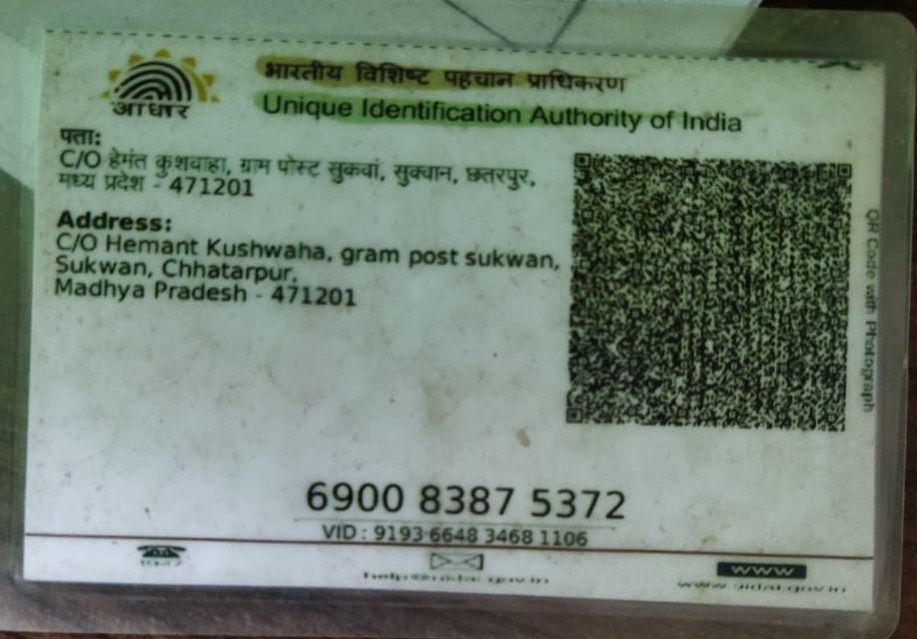 आधार
भारतीय विशिष्ट पहचान प्राधिकरण
Unique Identification Authority of India
पता:
C/O हेमंत कुशवाहा, ग्राम पोस्ट सुकवां, सुक्वान, छतरपुर,
मध्य प्रदेश - 471201
Address:
C/O Hemant Kushwaha, gram post sukwan,
Sukwan, Chhatarpur,
Madhya Pradesh - 471201
QR Code with Photograph
6900 8387 5372
VID : 9193 6648 3468 1106
1947
www